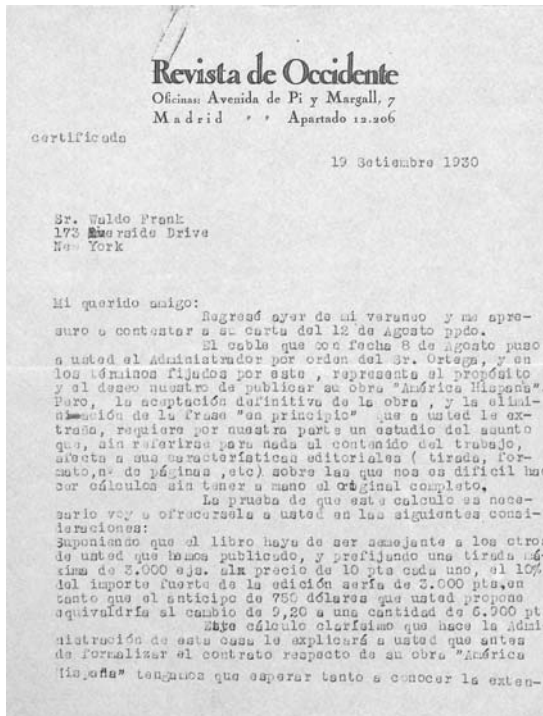 Revista de Occidente
Oficinas: Avenida de Pi y Margall, 7
Madrid " " Apartado 12.206
certificada
19 Setiembre 1930
Sr. Waldo Frank
173 Riverside Drive
New York
Mi querido amigo:
Regresé ayer de mi veraneo y me apre-
suro a contestar a su carta del 12 de Agosto ppdo.
El cable que con fecha 8 de Agosto puso
a usted el Administrador por orden del Sr. Ortega, y en
los términos fijados por este , representa el propósito
y el deseo nuestro de publicar su obra "América Hispana".
Pero, la aceptación definitiva de la obra , y la elimi-
nación de la frase "en principio" que a usted le ex-
traña, requiere por nuestra parte un estudio del asunto
que, sin referirse para nada al contenido del trabajo,
afecta a sus características editoriales ( tirada, for-
mato,nº de páginas ,etc) sobre las que nos es difícil ha-
cer cálculos sin tener a mano el original completo.
La prueba de que este calculo es nece-
sario voy a ofrecersela a usted en las siguientes consi-
deraciones:
Suponiendo que el libro haya de ser semejante a los otros
de usted que hemos publicado, y prefijando una tirada má-
xima de 3.000 ejs. alx precio de 10 pta cada uno, el 10%
del importe fuerte de la edición sería de 3.000 pts.en
tanto que el anticipo de 750 dólares que usted propone
equivaldría al cambio de 9,20 a una cantidad de 6.900 pt
cálculo clarísimo que hace la Admi
nistración de esta casa le explicará a usted que antes
de formalizar el contrato respecto de su obra "América
Hispaña" tengamos que esperar tanto a conocer la exten-